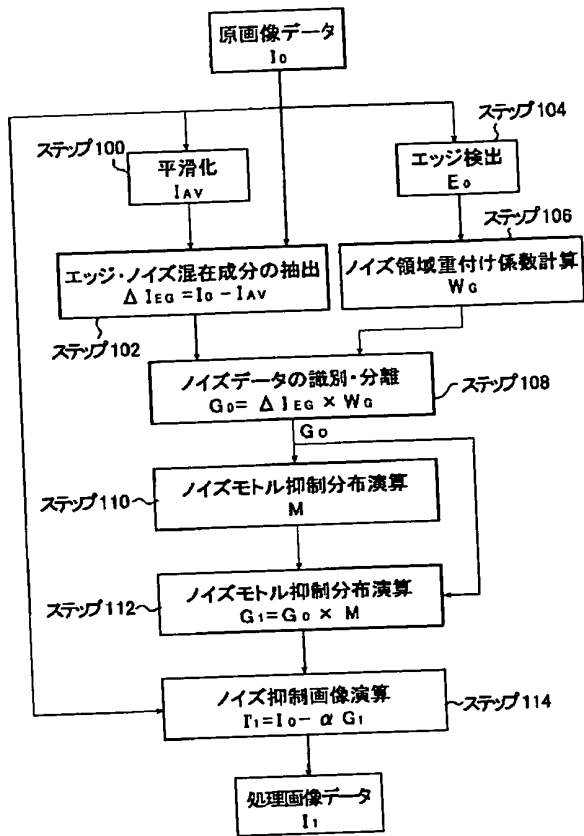 原画像データ
I₀
ステップ104
ステップ100
平滑化
I_AV
エッジ検出
E₀
ステップ106
エッジ・ノイズ混在成分の抽出
Δ I_EG = I₀ - I_AV
ノイズ領域重付け係数計算
W_G
ステップ102
ノイズデータの識別・分離
G₀ = Δ I_EG × W_G
ステップ108
G₀
ステップ110
ノイズモトル抑制分布演算
M
ステップ112
ノイズモトル抑制分布演算
G₁ = G₀ × M
ノイズ抑制画像演算
I'₁ = I₀ - α G₁
ステップ114
処理画像データ
I₁